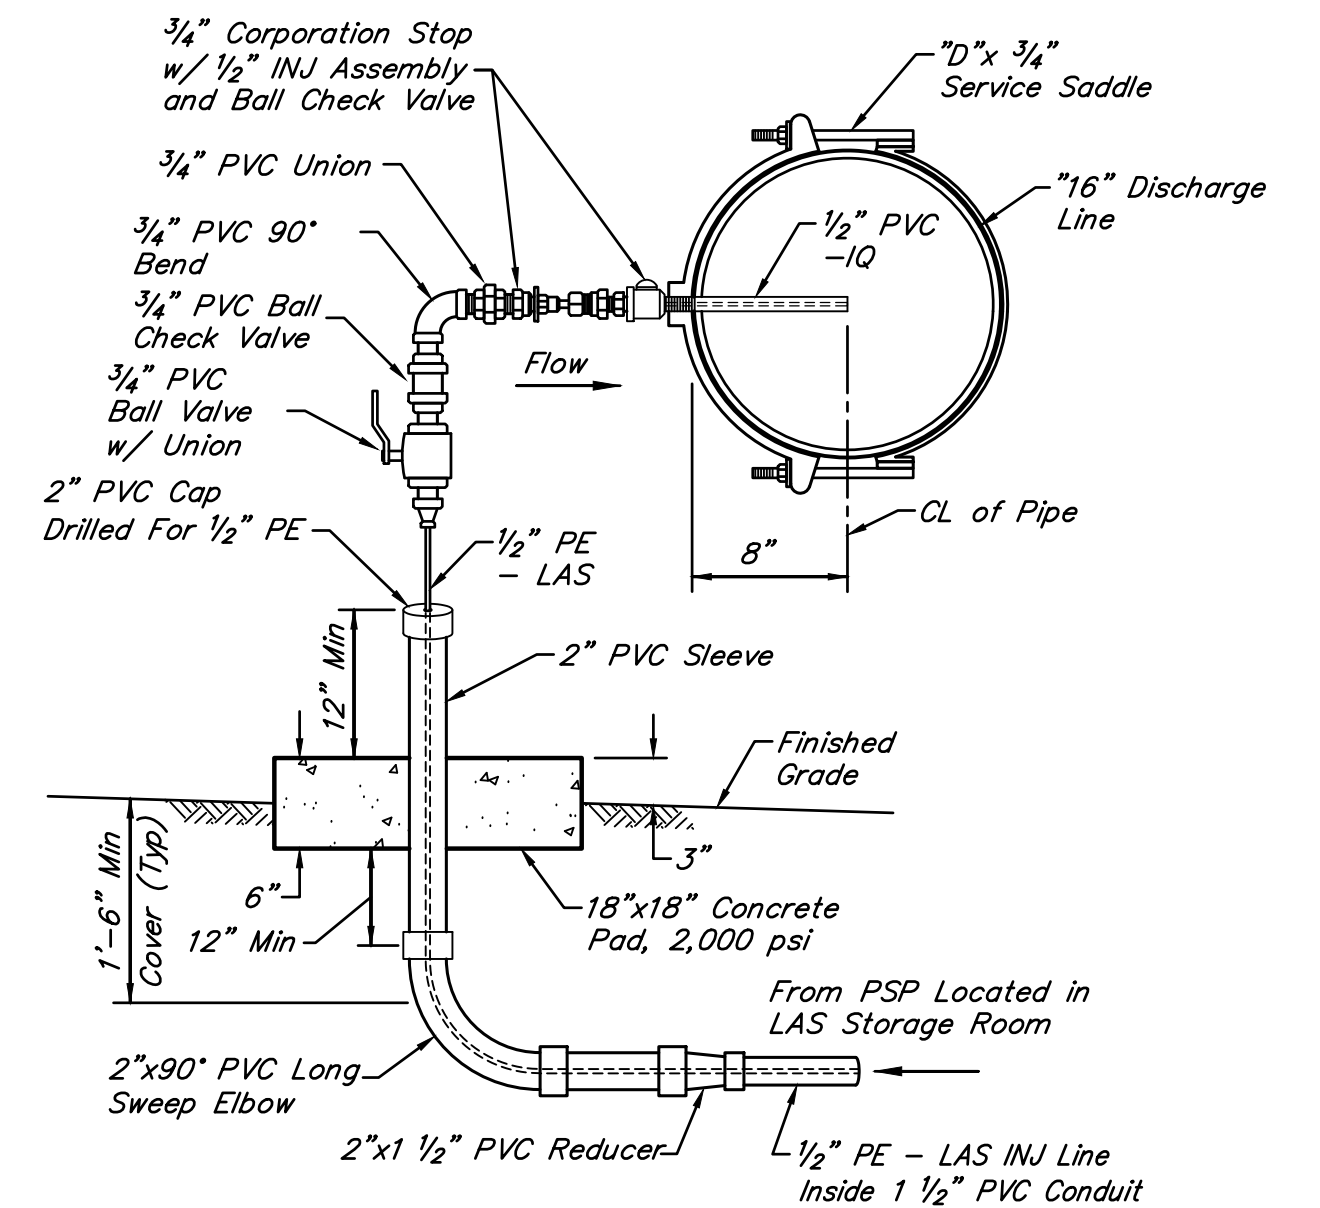 3/4" Corporation Stop
w/ 1/2" INJ Assembly
and Ball Check Valve
"D"x 3/4"
Service Saddle
3/4" PVC Union
"16" Discharge
Line
1/2" PVC
-IQ
3/4" PVC 90°
Bend
3/4" PVC Ball
Check Valve
Flow
3/4" PVC
Ball Valve
w/ Union
2" PVC Cap
Drilled For 1/2" PE
CL of Pipe
8"
1/2" PE
- LAS
12" Min
2" PVC Sleeve
Finished
Grade
1'-6" Min
Cover (Typ)
3"
6"
12" Min
18"x18" Concrete
Pad, 2,000 psi
From PSP Located in
LAS Storage Room
2"x90° PVC Long
Sweep Elbow
2"x1 1/2" PVC Reducer
1/2" PE - LAS INJ Line
Inside 1 1/2" PVC Conduit